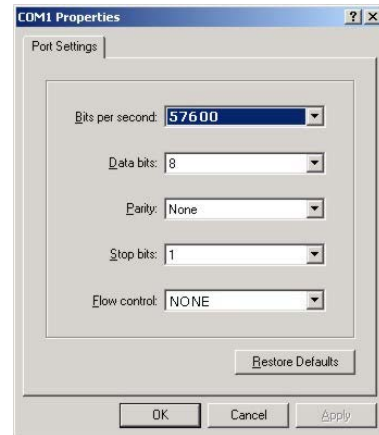 COM1 Properties
Port Settings
Bits per second: 57600
Data bits: 8
Parity: None
Stop bits: 1
Flow control: NONE
Restore Defaults
OK Cancel Apply